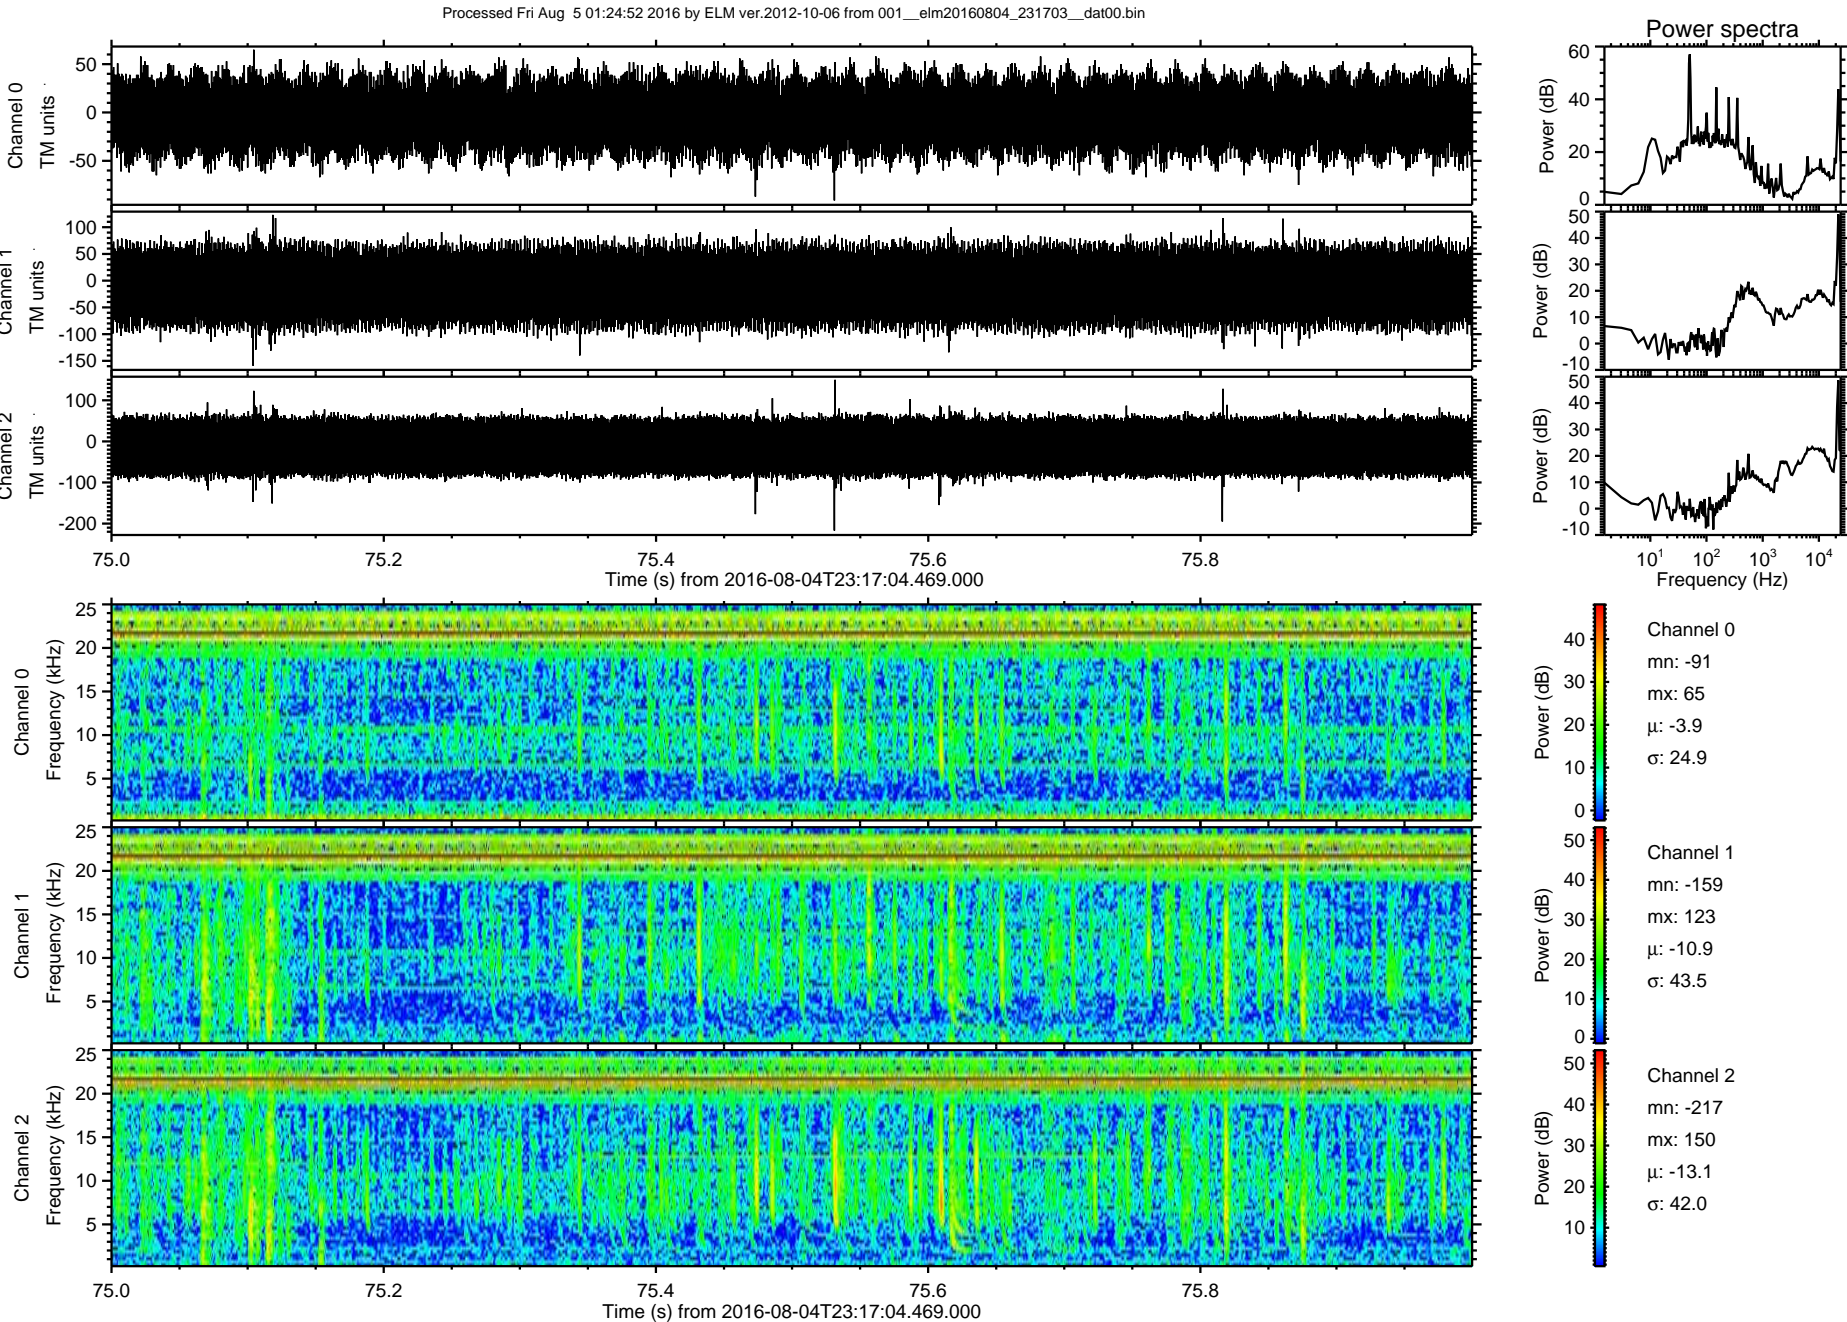 Processed Fri Aug  5 01:24:52 2016 by ELM ver.2012-10-06 from 001__elm20160804_231703__dat00.bin
Power spectra
Channel 0
TM units
50
0
-50
Power (dB)
60
40
20
0
Channel 1
TM units
100
50
0
-50
-100
-150
Power (dB)
50
40
30
20
10
0
-10
Channel 2
TM units
100
0
-100
-200
Power (dB)
50
40
30
20
10
0
-10
75.0 75.2 75.4 75.6 75.8
Time (s) from 2016-08-04T23:17:04.469.000
10^1 10^2 10^3 10^4
Frequency (Hz)
Channel 0
Frequency (kHz)
25
20
15
10
5
Power (dB)
40
30
20
10
0
Channel 0
mn: -91
mx: 65
μ: -3.9
σ: 24.9
Channel 1
Frequency (kHz)
25
20
15
10
5
Power (dB)
50
40
30
20
10
0
Channel 1
mn: -159
mx: 123
μ: -10.9
σ: 43.5
Channel 2
Frequency (kHz)
25
20
15
10
5
Power (dB)
50
40
30
20
10
Channel 2
mn: -217
mx: 150
μ: -13.1
σ: 42.0
75.0 75.2 75.4 75.6 75.8
Time (s) from 2016-08-04T23:17:04.469.000